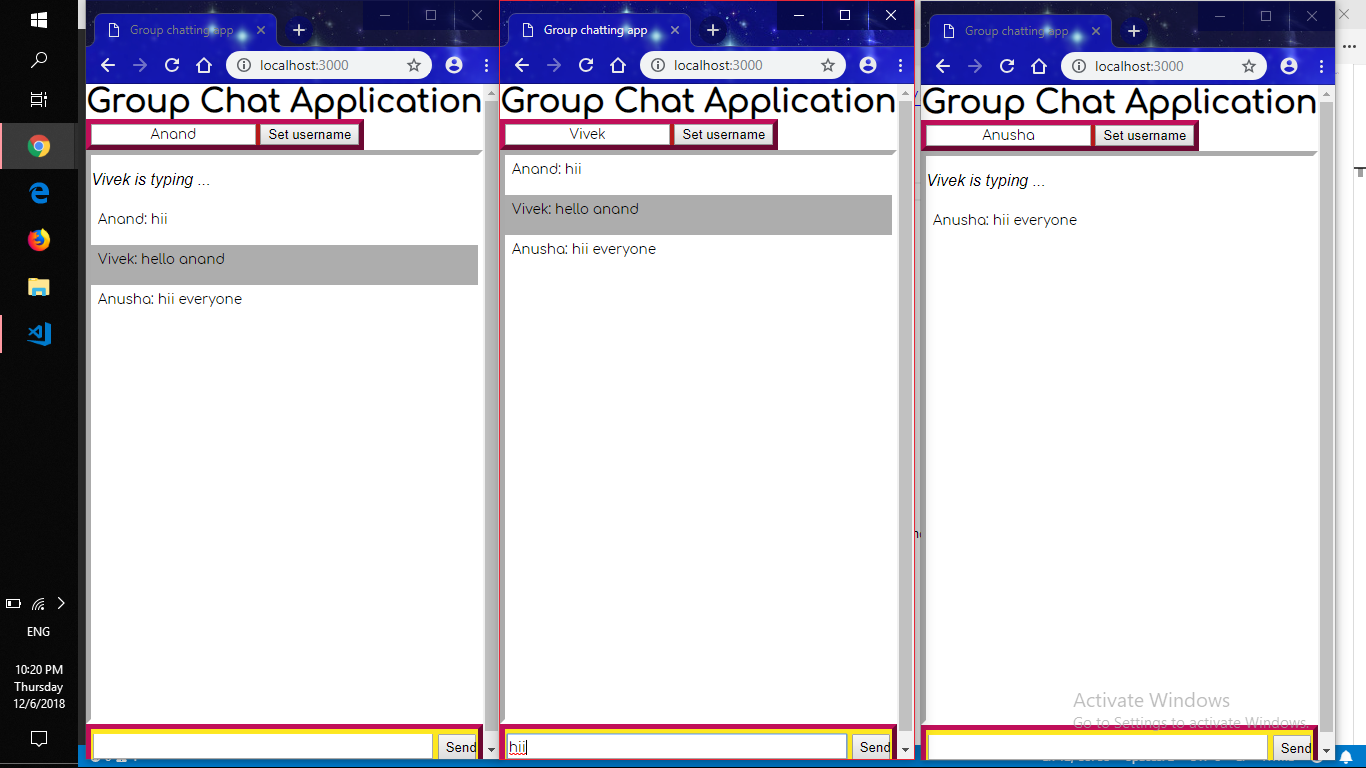 ENG
10:20 PM
Thursday
12/6/2018
Group chatting app
localhost:3000
Group Chat Application
Anand
Set username
Vivek is typing ...
Anand: hii
Vivek: hello anand
Anusha: hii everyone
Send
Group chatting app
localhost:3000
Group Chat Application
Vivek
Set username
Anand: hii
Vivek: hello anand
Anusha: hii everyone
hii
Send
Group chatting app
localhost:3000
Group Chat Application
Anusha
Set username
Vivek is typing ...
Anusha: hii everyone
Activate Windows
Go to Settings to activate Windows.
Send